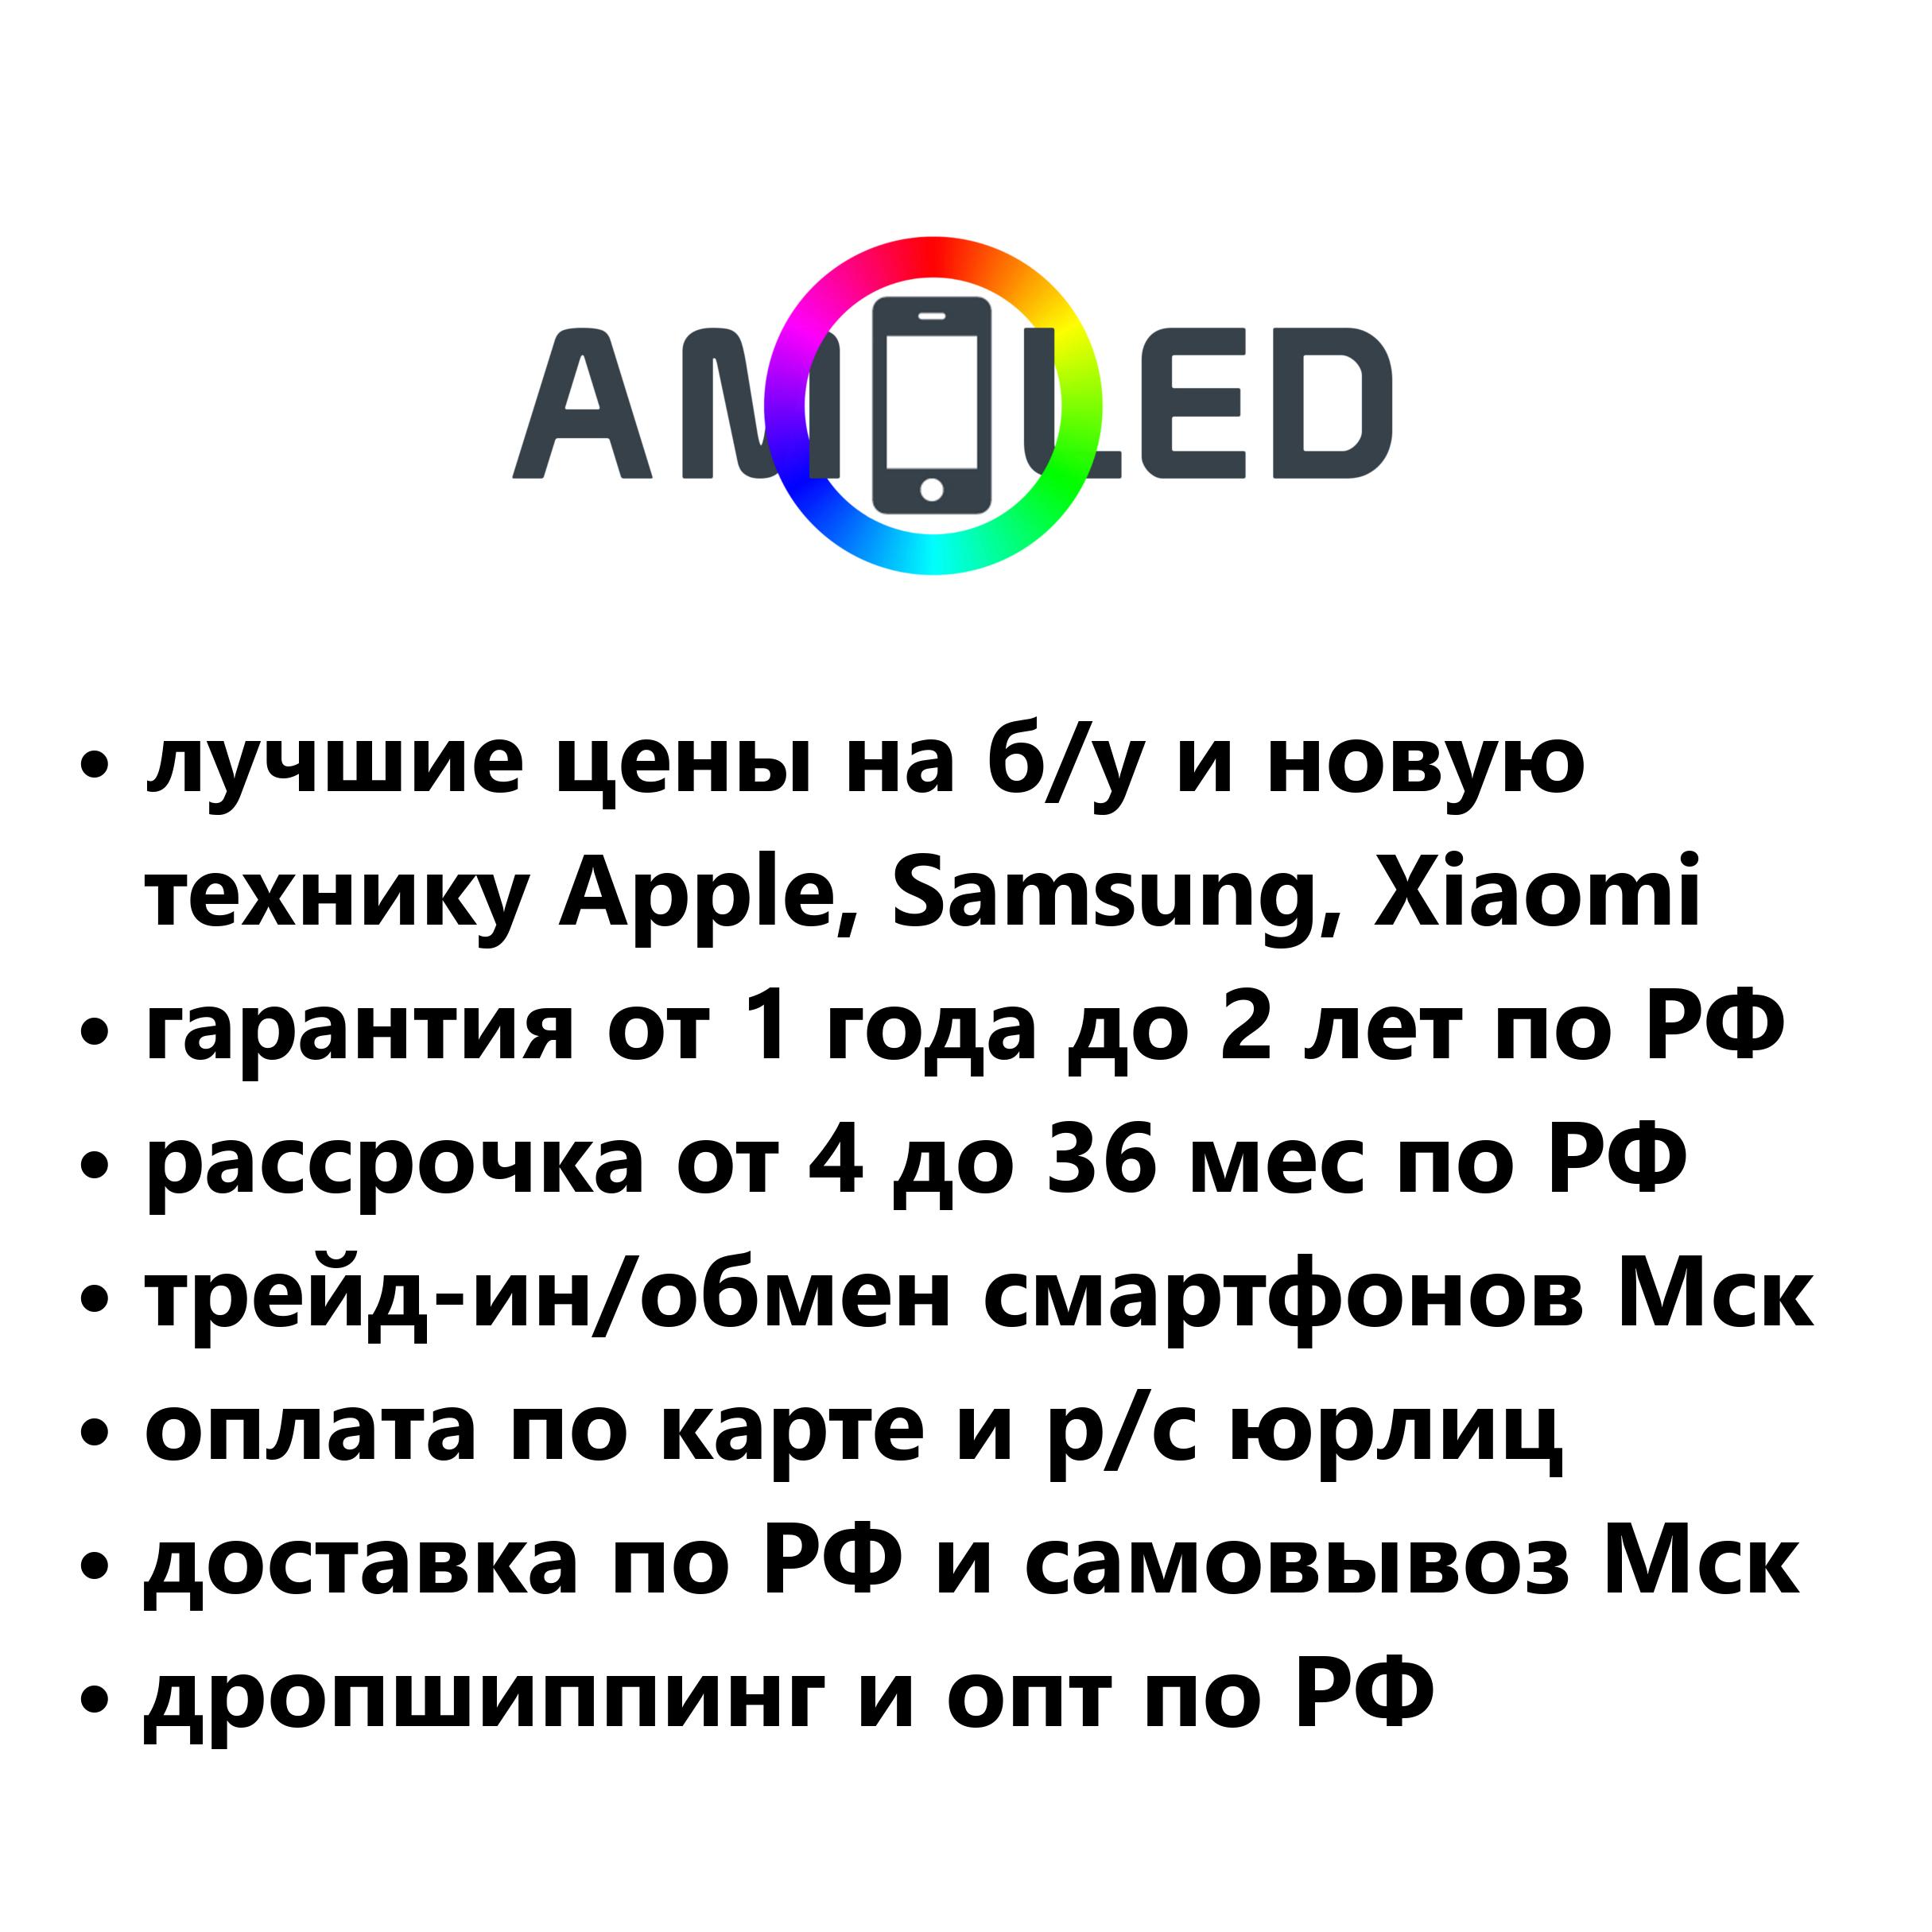 AMOLED
• лучшие цены на б/у и новую
технику Apple, Samsung, Xiaomi
• гарантия от 1 года до 2 лет по РФ
• рассрочка от 4 до 36 мес по РФ
• трейд-ин/обмен смартфонов Мск
• оплата по карте и р/с юрлиц
• доставка по РФ и самовывоз Мск
• дропшиппинг и опт по РФ